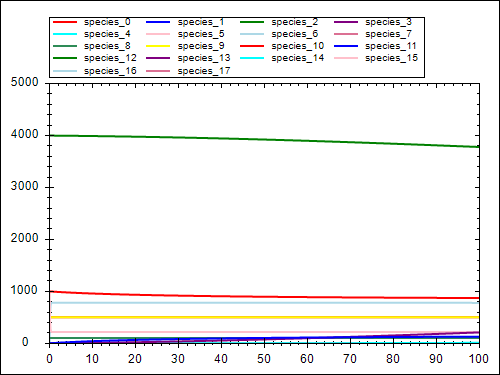 species_0 species_1 species_2 species_3
species_4 species_5 species_6 species_7
species_8 species_9 species_10 species_11
species_12 species_13 species_14 species_15
species_16 species_17
5000
4000
3000
2000
1000
0
0 10 20 30 40 50 60 70 80 90 100